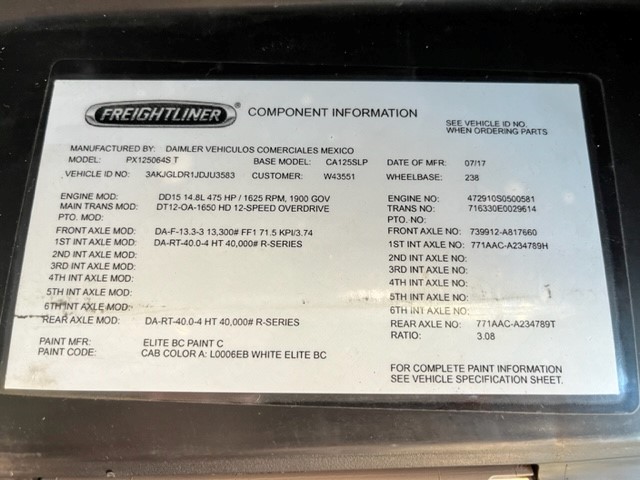 FREIGHTLINER® COMPONENT INFORMATION
SEE VEHICLE ID NO.
WHEN ORDERING PARTS
MANUFACTURED BY: DAIMLER VEHICULOS COMERCIALES MEXICO
MODEL: PX125064S T BASE MODEL: CA125SLP DATE OF MFR: 07/17
VEHICLE ID NO: 3AKJGLDR1JDJU3583 CUSTOMER: W43551 WHEELBASE: 238
ENGINE MOD: DD15 14.8L 475 HP / 1625 RPM, 1900 GOV ENGINE NO: 472910S0500581
MAIN TRANS MOD: DT12-OA-1650 HD 12-SPEED OVERDRIVE TRANS NO: 716330E0029614
PTO. MOD: PTO. NO:
FRONT AXLE MOD: DA-F-13.3-3 13,300# FF1 71.5 KPI/3.74 FRONT AXLE NO: 739912-A817660
1ST INT AXLE MOD: DA-RT-40.0-4 HT 40,000# R-SERIES 1ST INT AXLE NO: 771AAC-A234789H
2ND INT AXLE MOD: 2ND INT AXLE NO:
3RD INT AXLE MOD: 3RD INT AXLE NO:
4TH INT AXLE MOD: 4TH INT AXLE NO:
5TH INT AXLE MOD: 5TH INT AXLE NO:
6TH INT AXLE MOD: 6TH INT AXLE NO:
REAR AXLE MOD: DA-RT-40.0-4 HT 40,000# R-SERIES REAR AXLE NO: 771AAC-A234789T
RATIO: 3.08
PAINT MFR: ELITE BC PAINT C
PAINT CODE: CAB COLOR A: L0006EB WHITE ELITE BC
FOR COMPLETE PAINT INFORMATION
SEE VEHICLE SPECIFICATION SHEET.